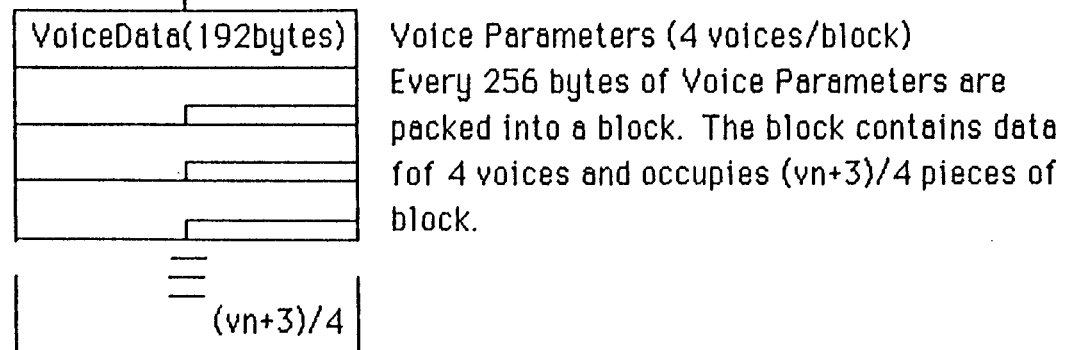 VoiceData(192bytes)
Voice Parameters (4 voices/block)
Every 256 bytes of Voice Parameters are
packed into a block. The block contains data
fof 4 voices and occupies (vn+3)/4 pieces of
block.
(vn+3)/4